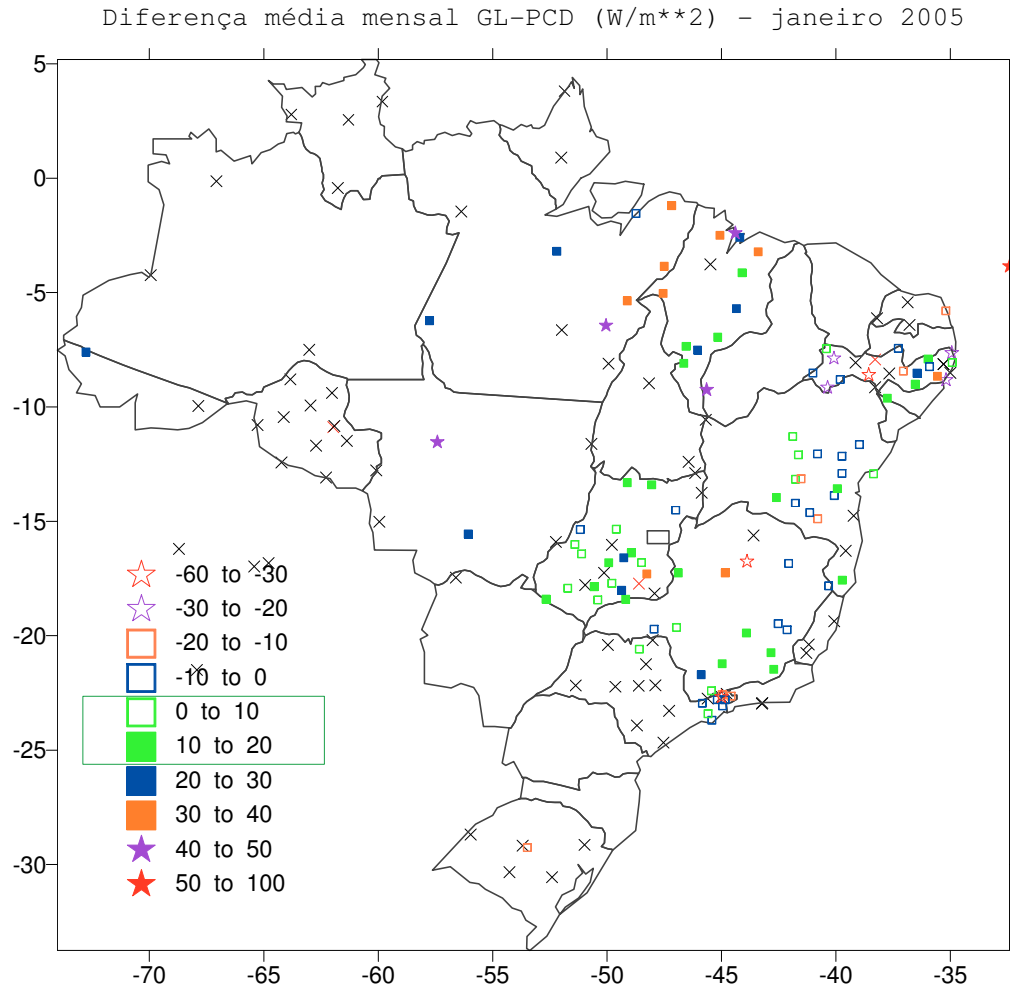 Diferença média mensal GL-PCD (W/m**2) - janeiro 2005
5
0
-5
-10
-15
-20
-25
-30
-60 to -30
-30 to -20
-20 to -10
-10 to 0
0 to 10
10 to 20
20 to 30
30 to 40
40 to 50
50 to 100
-70 -65 -60 -55 -50 -45 -40 -35